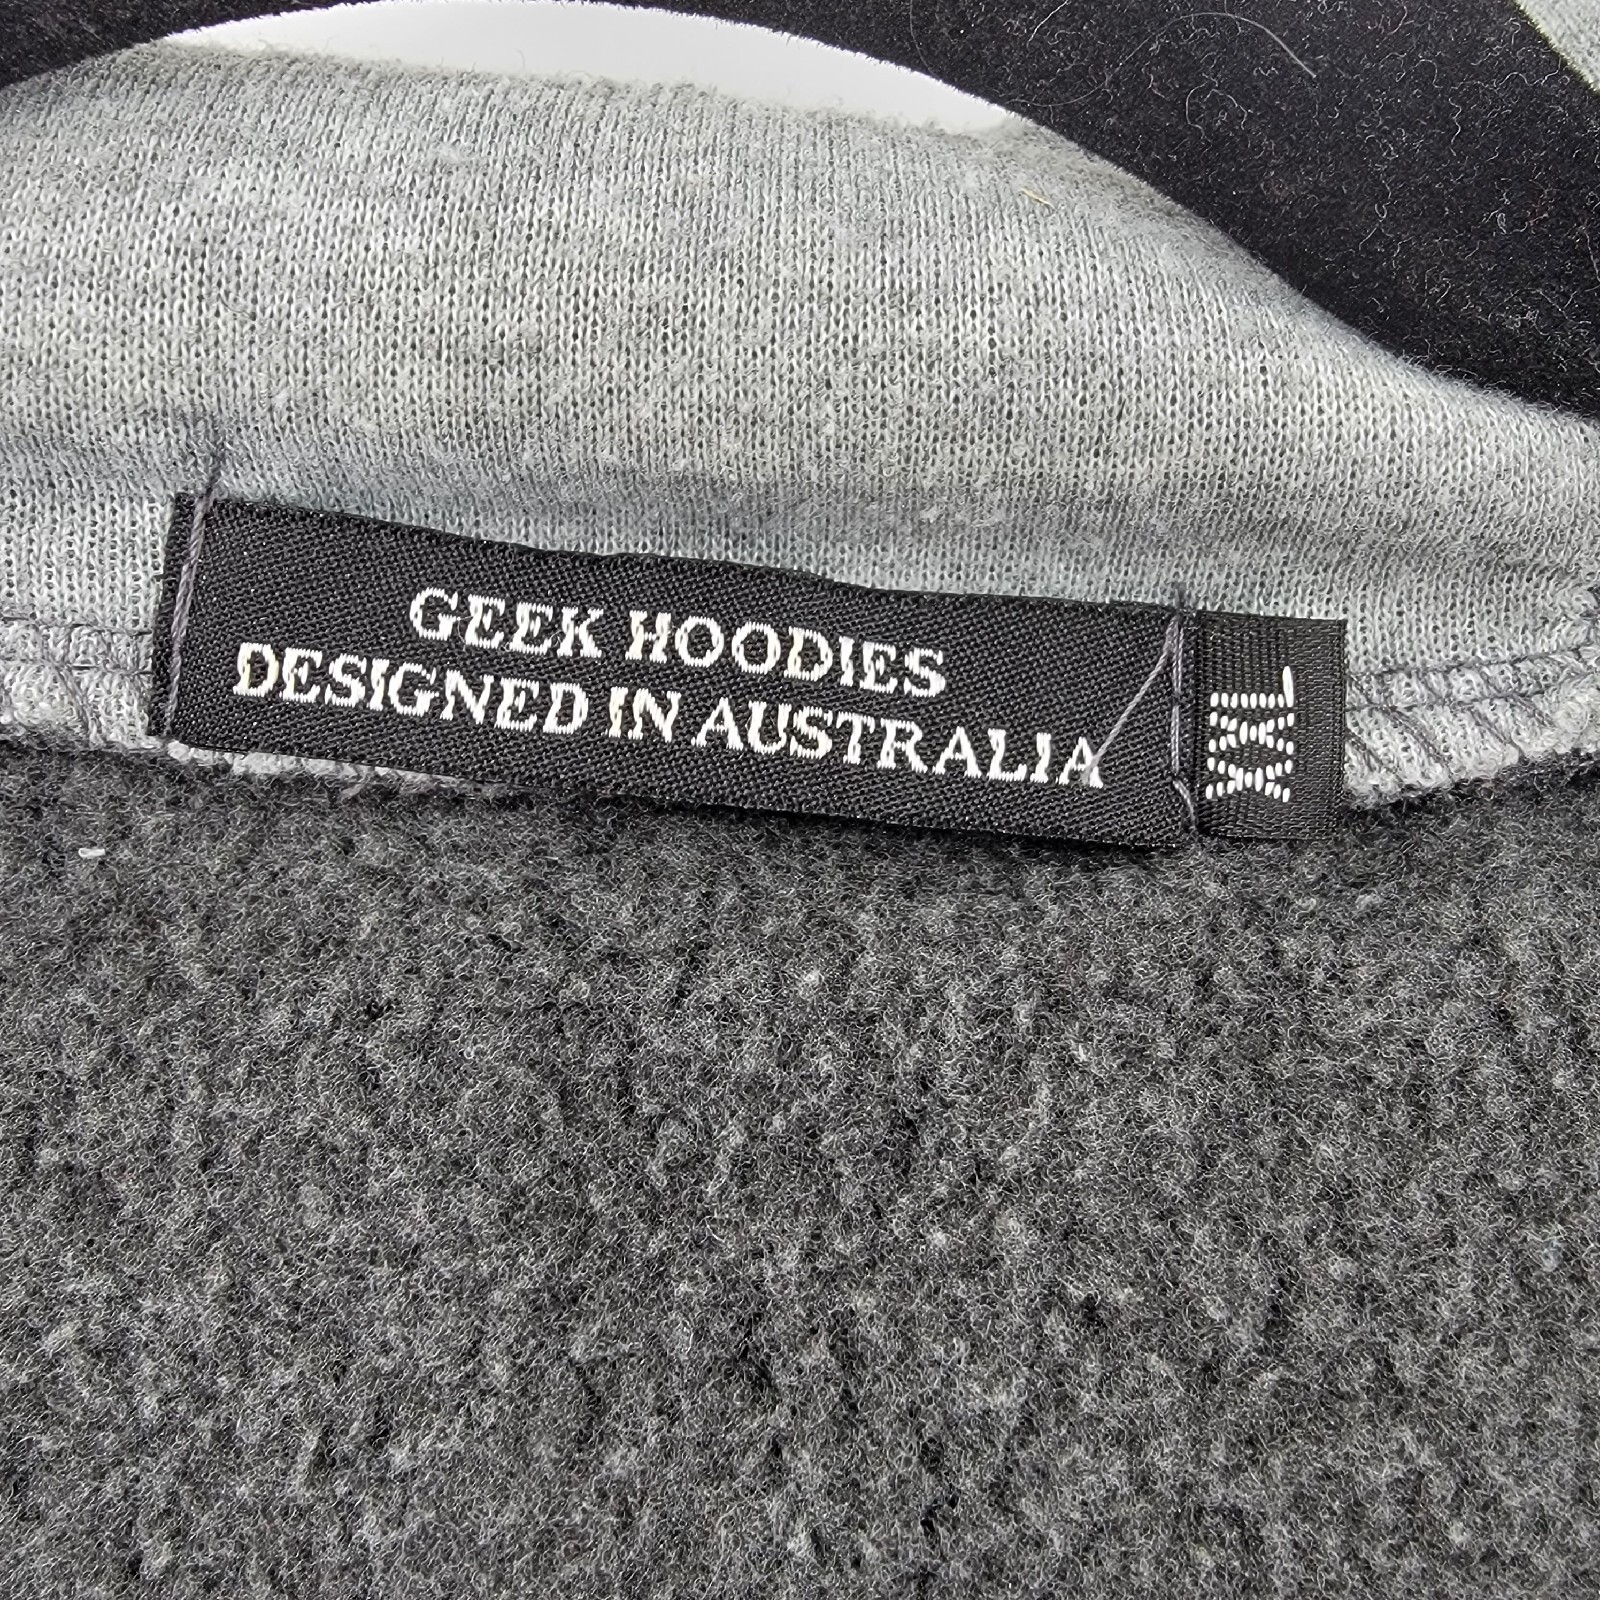 GEEK HOODIES
DESIGNED IN AUSTRALIA
XXL